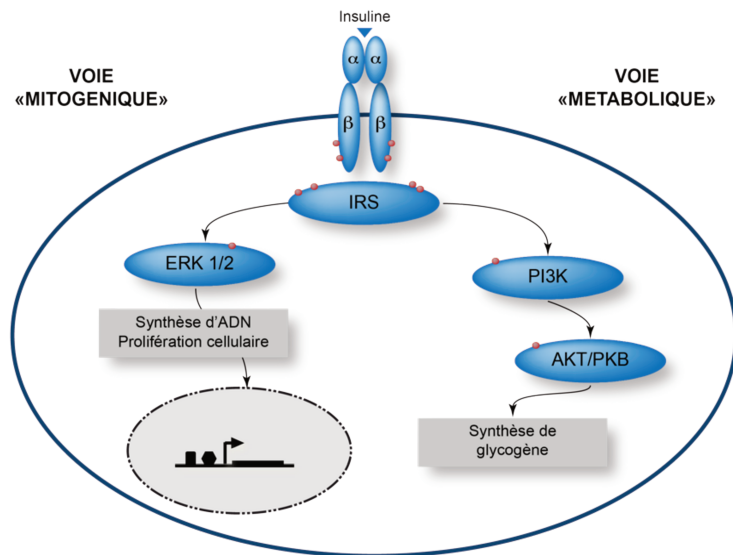 Insuline
α α
VOIE
«MITOGENIQUE»
VOIE
«METABOLIQUE»
β β
IRS
ERK 1/2
PI3K
Synthèse d'ADN
Prolifération cellulaire
AKT/PKB
Synthèse de
glycogène